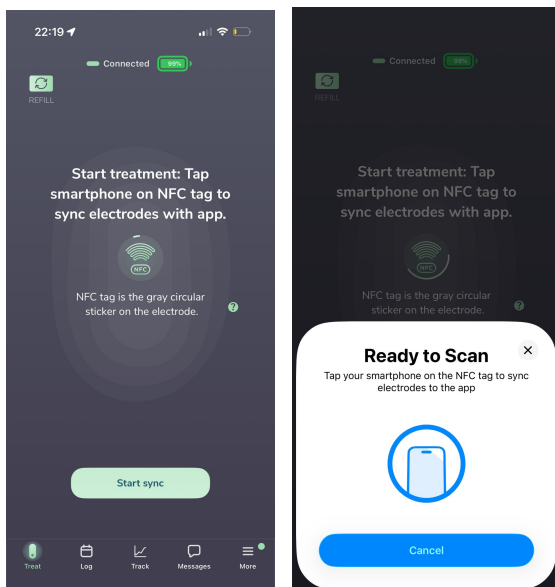 22:19
Connected 99%
REFILL
Start treatment: Tap
smartphone on NFC tag to
sync electrodes with app.
NFC
NFC tag is the gray circular
sticker on the electrode.
?
Start sync
Treat
Log
Track
Messages
More
Connected 99%
REFILL
Start treatment: Tap
smartphone on NFC tag to
sync electrodes with app.
NFC
NFC tag is the gray circular
sticker on the electrode.
?
Ready to Scan
Tap your smartphone on the NFC tag to sync
electrodes to the app
Cancel